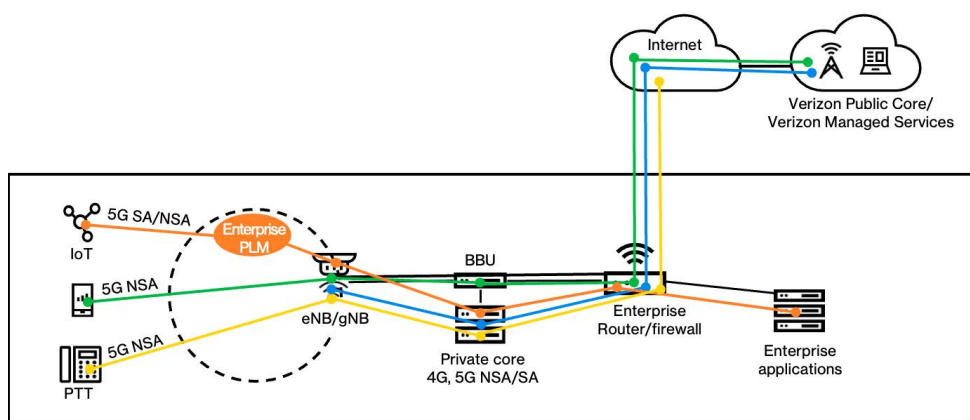 Internet
Verizon Public Core/
Verizon Managed Services
5G SA/NSA
Enterprise
PLM
IoT
5G NSA
BBU
eNB/gNB
Enterprise
Router/firewall
5G NSA
PTT
Private core
4G, 5G NSA/SA
Enterprise
applications